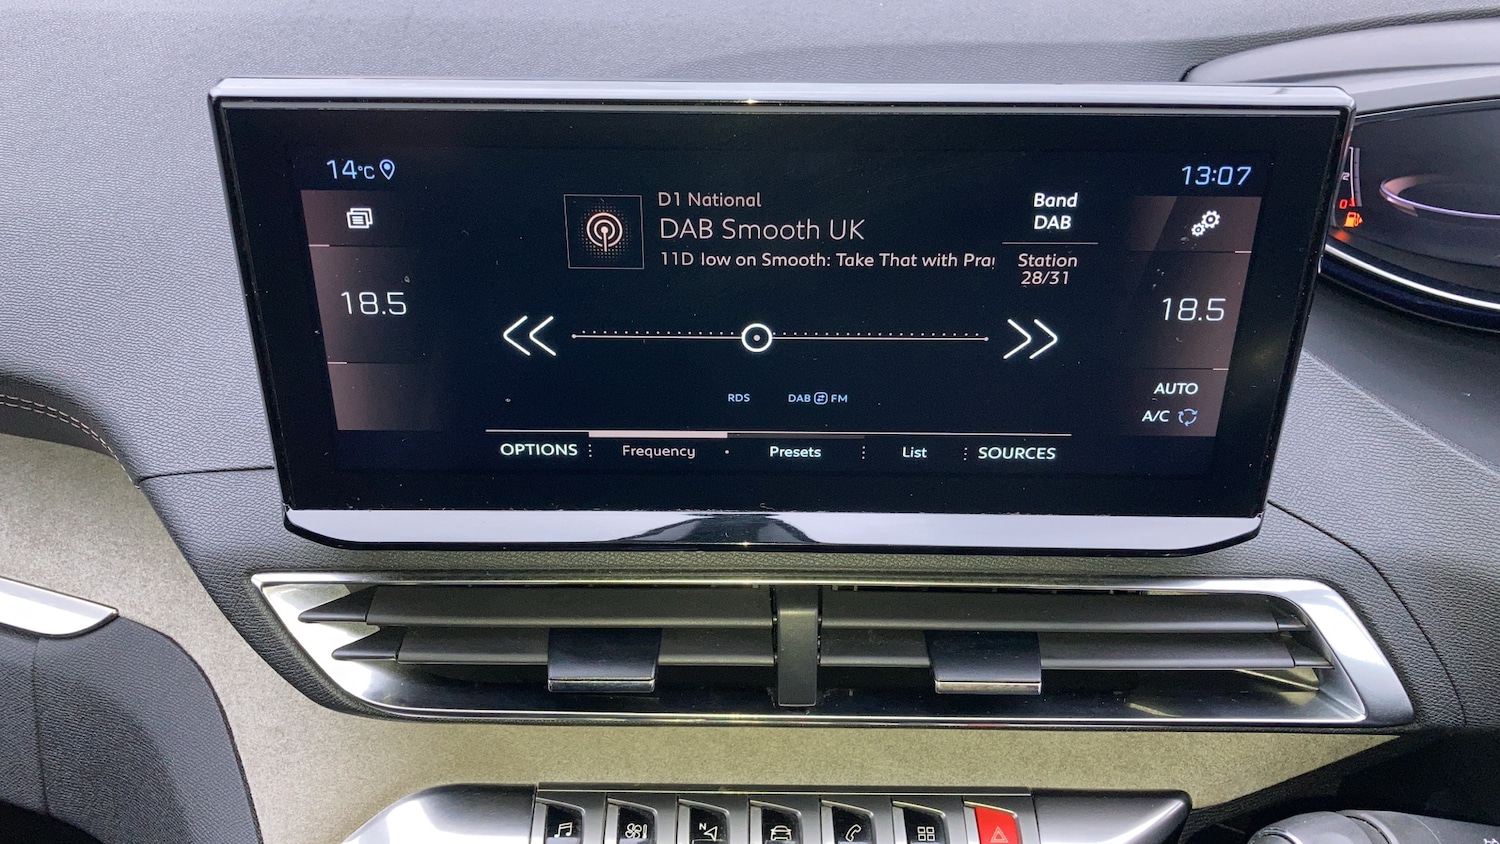 14°C
13:07
D1 National
DAB Smooth UK
11D low on Smooth: Take That with Pra
Band
DAB
Station
28/31
18.5
18.5
RDS
DAB FM
AUTO
A/C
OPTIONS
Frequency
Presets
List
SOURCES
N